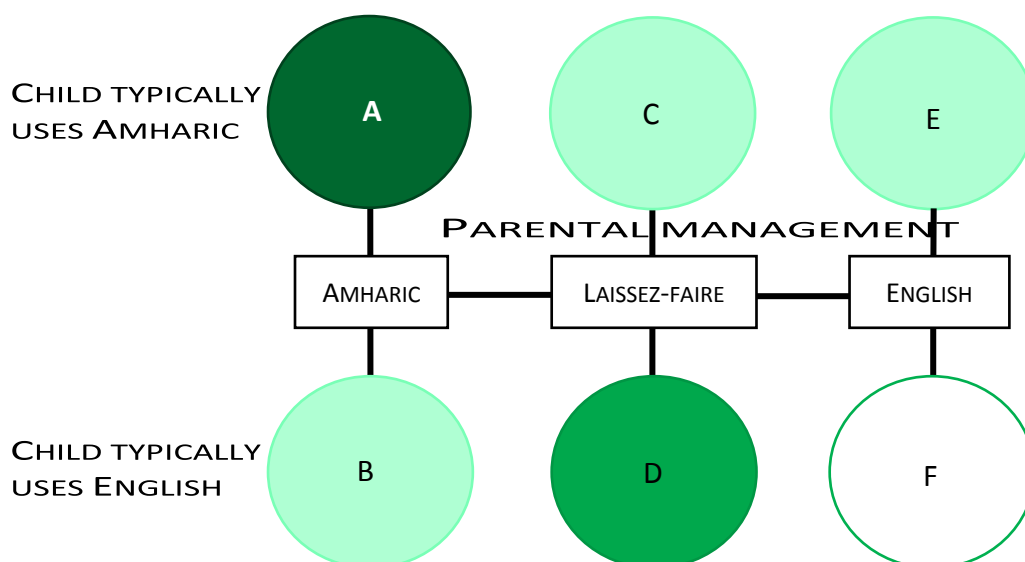 CHILD TYPICALLY
USES AMHARIC
A
C
E
PARENTAL MANAGEMENT
AMHARIC
LAISSEZ-FAIRE
ENGLISH
CHILD TYPICALLY
USES ENGLISH
B
D
F